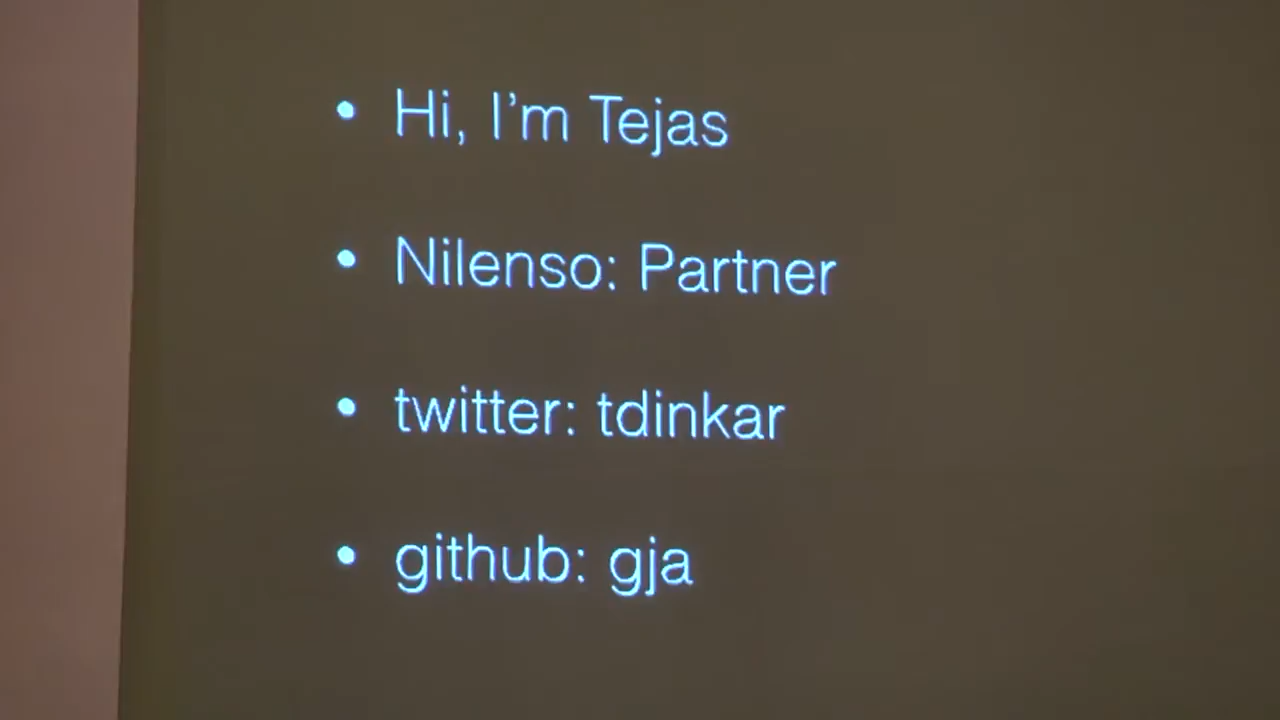 • Hi, I'm Tejas
• Nilenso: Partner
• twitter: tdinkar
• github: gja